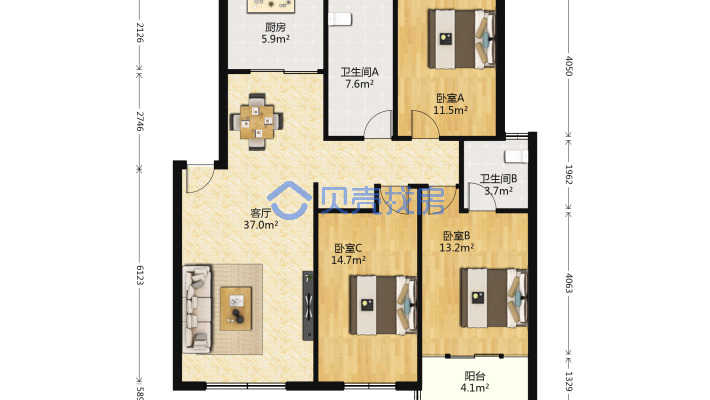 厨房
5.9m²
卫生间A
7.6m²
卧室A
11.5m²
卫生间B
3.7m²
贝壳找房
客厅
37.0m²
卧室C
14.7m²
卧室B
13.2m²
阳台
4.1m²
2126
2746
6123
589
4050
1962
4063
1329